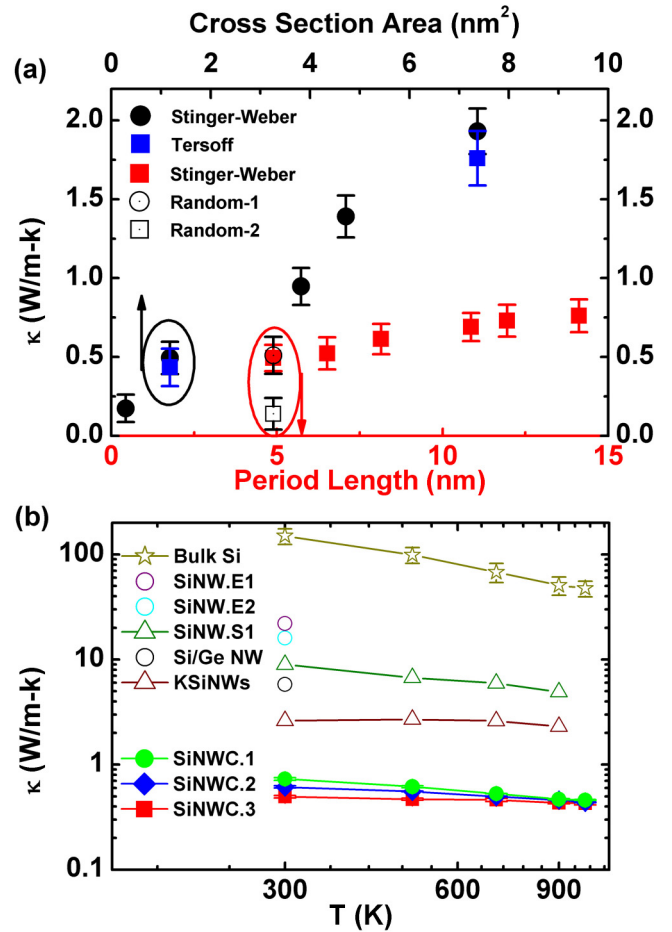 Cross Section Area (nm²)
0 2 4 6 8 10
(a)
2.0 2.0
1.5 1.5
1.0 1.0
0.5 0.5
0.0 0.0
κ (W/m-k)
κ (W/m-k)
Stinger-Weber
Tersoff
Stinger-Weber
Random-1
Random-2
0 5 10 15
Period Length (nm)
(b)
100
10
1
0.1
κ (W/m-k)
Bulk Si
SiNW.E1
SiNW.E2
SiNW.S1
Si/Ge NW
KSiNWs
SiNWC.1
SiNWC.2
SiNWC.3
300 600 900
T (K)